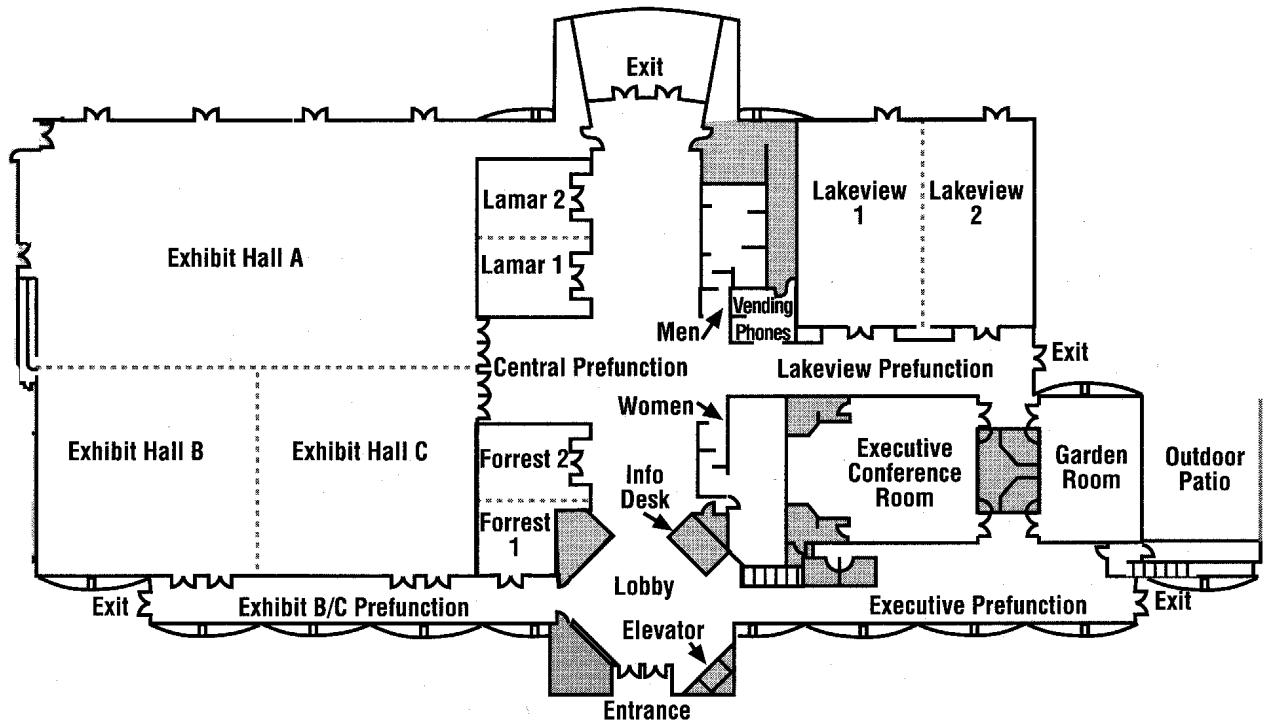 Exit
Lamar 2
Lamar 1
Exhibit Hall A
Lakeview
1
Lakeview
2
Vending
Phones
Men
Central Prefunction
Lakeview Prefunction
Exit
Women
Exhibit Hall B
Exhibit Hall C
Forrest 2
Forrest
1
Info
Desk
Executive
Conference
Room
Garden
Room
Outdoor
Patio
Lobby
Exit
Exhibit B/C Prefunction
Executive Prefunction
Exit
Elevator
Entrance